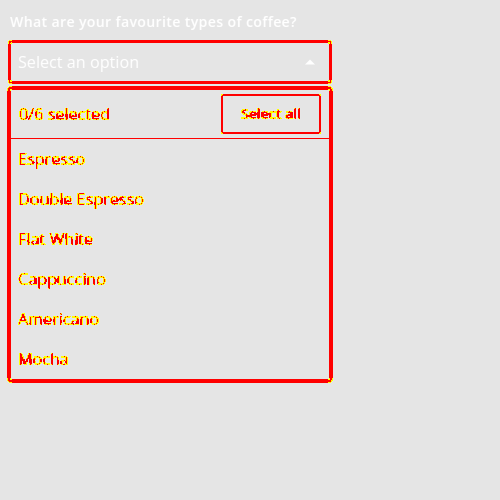 What are your favourite types of coffee?
Select an option
0/6 selected
Select all
Espresso
Double Espresso
Flat White
Cappuccino
Americano
Mocha